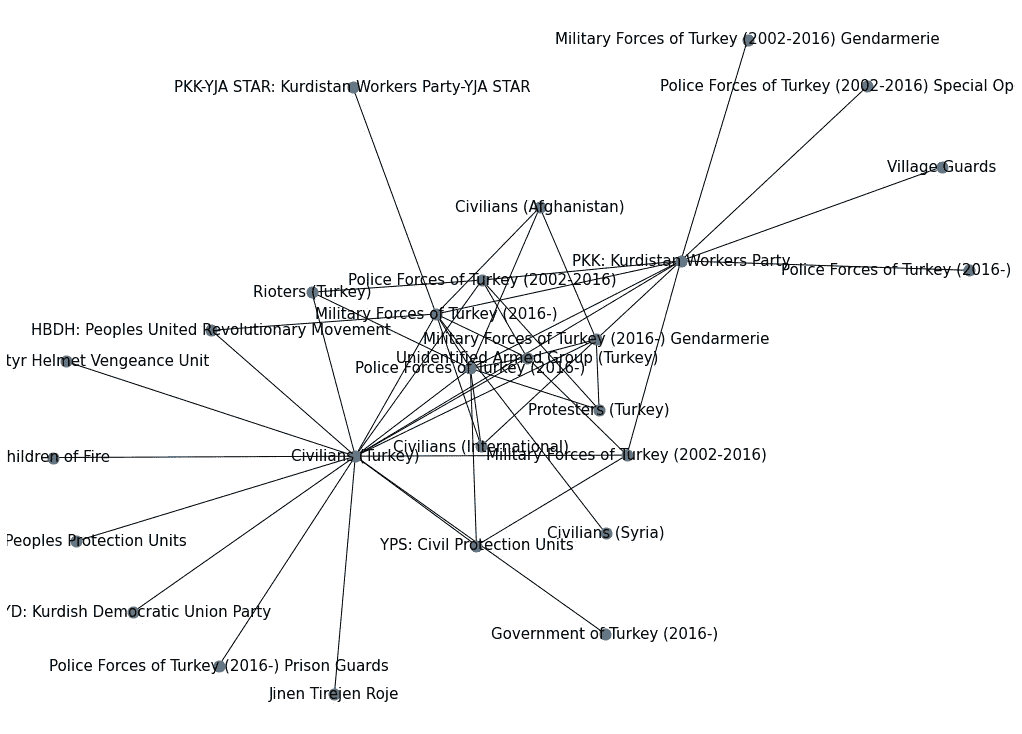 Military Forces of Turkey (2002-2016) Gendarmerie
PKK-YJA STAR: Kurdistan Workers Party-YJA STAR
Police Forces of Turkey (2002-2016) Special Op
Village Guards
Civilians (Afghanistan)
PKK: Kurdistan Workers Party
Police Forces of Turkey (2016-)
Police Forces of Turkey (2002-2016)
Rioters (Turkey)
Military Forces of Turkey (2016-)
HBDH: Peoples United Revolutionary Movement
Military Forces of Turkey (2016-) Gendarmerie
Unidentified Armed Group (Turkey)
tyr Helmet Vengeance Unit
Police Forces of Turkey (2016-)
Protesters (Turkey)
Civilians (International)
Military Forces of Turkey (2002-2016)
Civilians (Turkey)
hildren of Fire
Civilians (Syria)
Peoples Protection Units
YPS: Civil Protection Units
YD: Kurdish Democratic Union Party
Government of Turkey (2016-)
Police Forces of Turkey (2016-) Prison Guards
Jinen Tirejen Roje